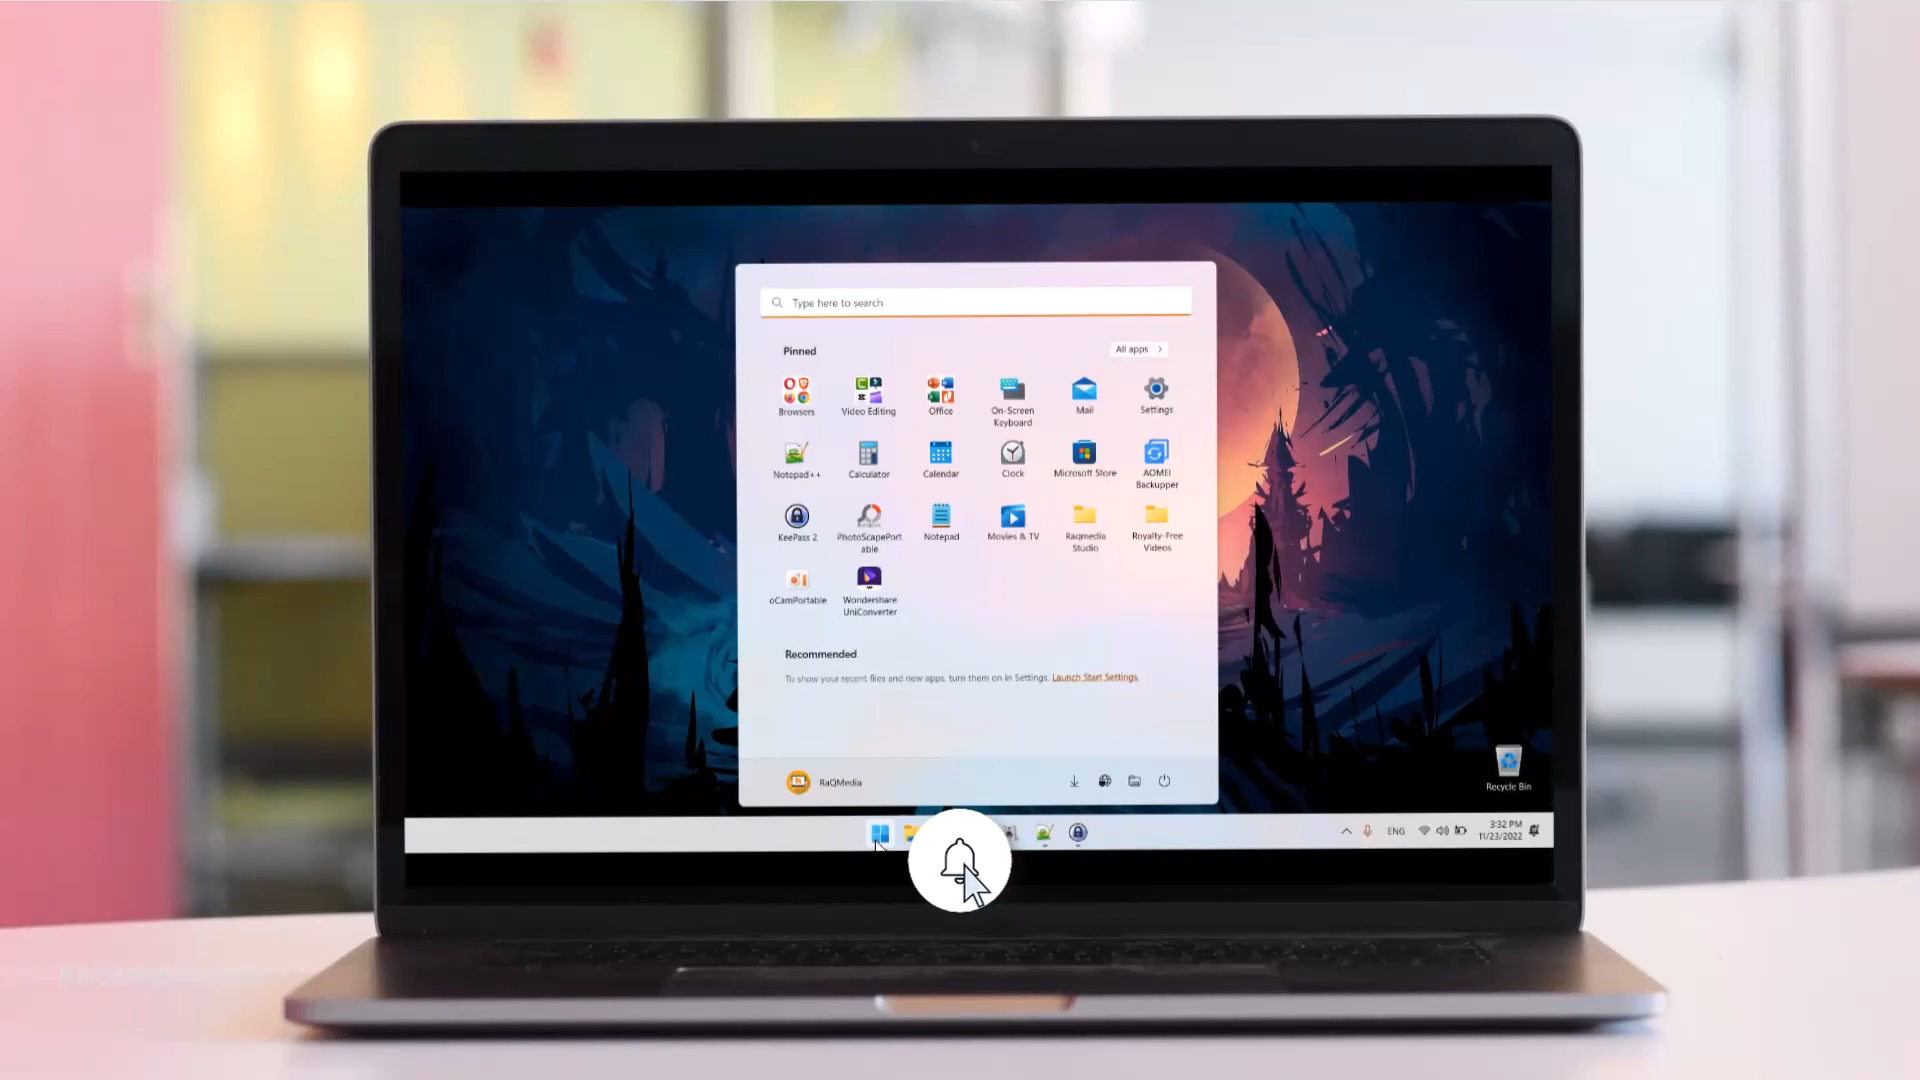 Type here to search
Pinned
All apps
Browsers
Video Editing
Office
On-Screen
Keyboard
Mail
Settings
Notepad++
Calculator
Calendar
Clock
Microsoft Store
AOMEI
Backupper
KeePass 2
PhotoScapePort
able
Notepad
Movies & TV
Raqmedia
Studio
Royalty-Free
Videos
oCamPortable
Wondershare
UniConverter
Recommended
To show your recent files and new apps, turn them on in Settings. Launch Start Settings.
RaQMedia
Recycle Bin
ENG
3:32 PM
11/23/2022